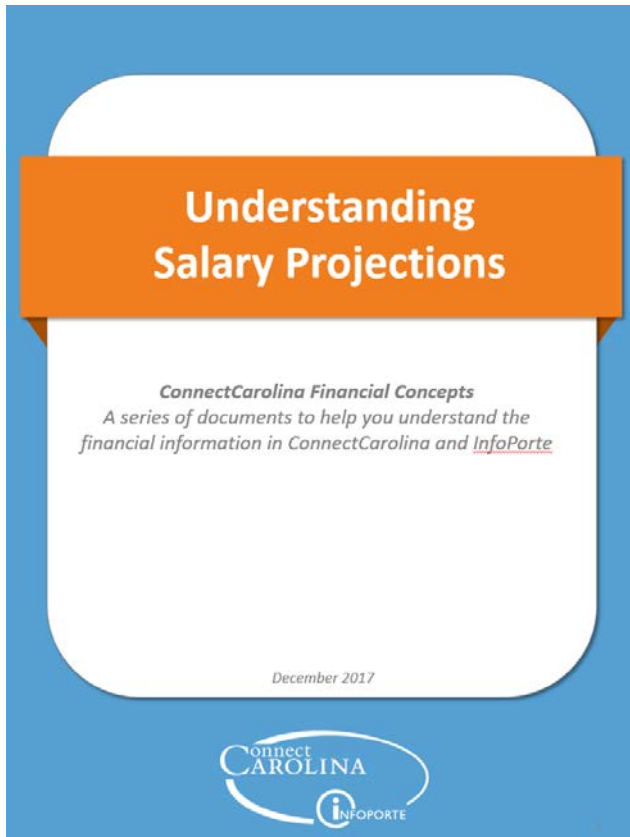 Understanding
Salary Projections
ConnectCarolina Financial Concepts
A series of documents to help you understand the
financial information in ConnectCarolina and InfoPorte
December 2017
Connect
CAROLINA
INFOPORTE